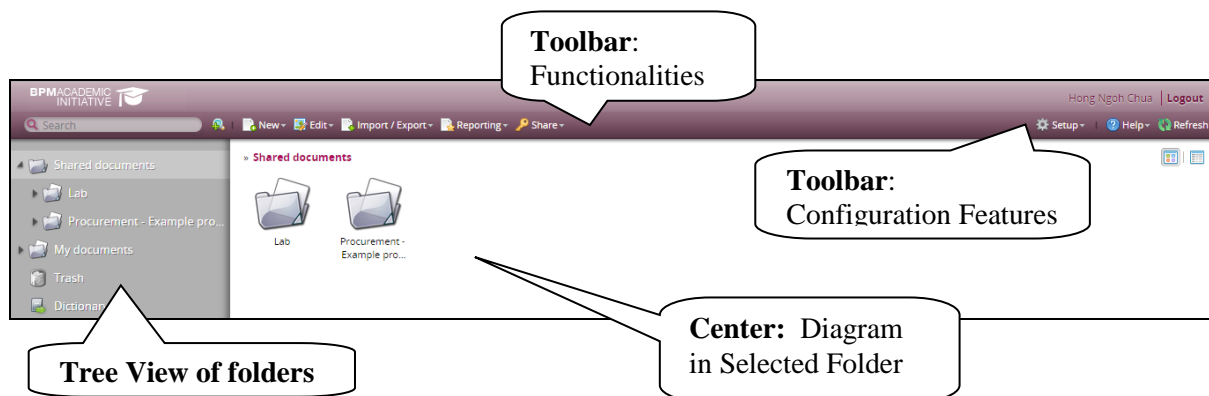 Toolbar:
Functionalities
BPMACADEMIC
INITIATIVE
Hong Ngoh Chua | Logout
Search
New Edit Import / Export Reporting Share
Setup Help Refresh
Shared documents
Lab
Procurement - Example pro...
My documents
Trash
» Shared documents
Lab
Procurement -
Example pro...
Toolbar:
Configuration Features
Center: Diagram
in Selected Folder
Tree View of folders